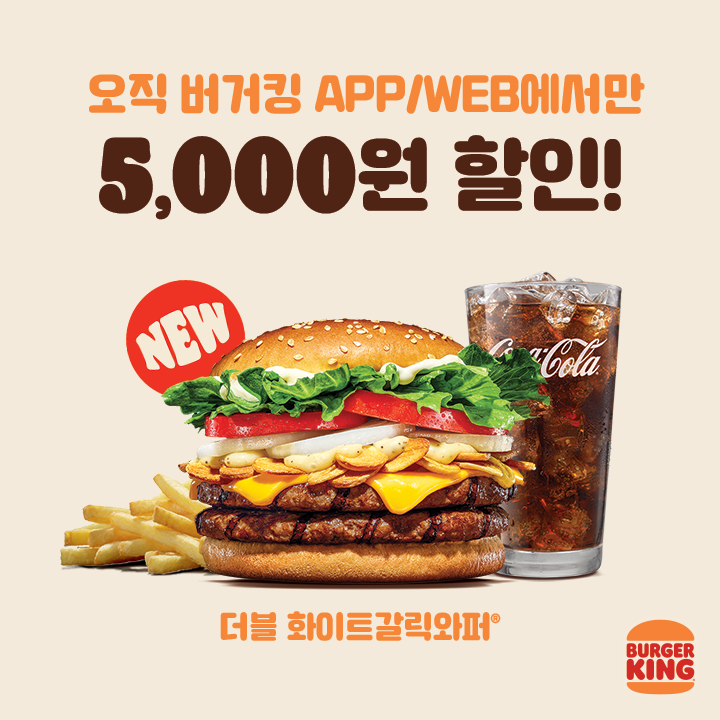 오직 버거킹 APP/WEB에서만
5,000원 할인!
NEW
Coca-Cola
더블 화이트갈릭와퍼®
BURGER
KING